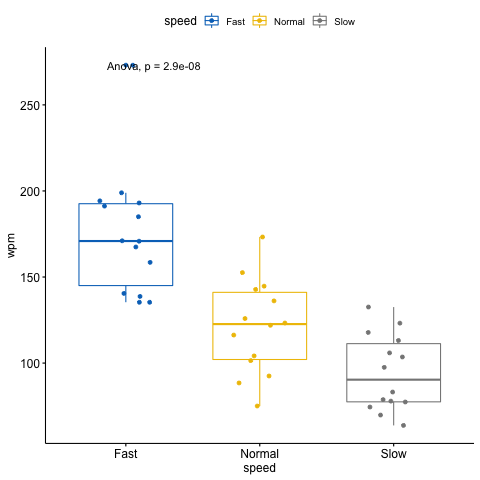 speed Fast Normal Slow
Anova, p = 2.9e-08
250
200
150
100
wpm
Fast Normal Slow
speed